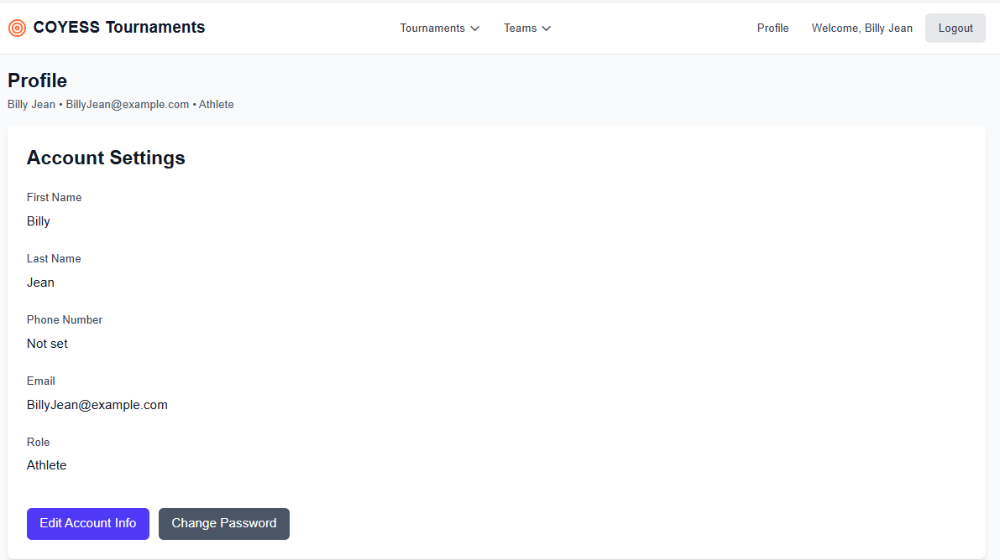 COYESS Tournaments
Tournaments
Teams
Profile
Welcome, Billy Jean
Logout
Profile
Billy Jean • BillyJean@example.com • Athlete
Account Settings
First Name
Billy
Last Name
Jean
Phone Number
Not set
Email
BillyJean@example.com
Role
Athlete
Edit Account Info
Change Password